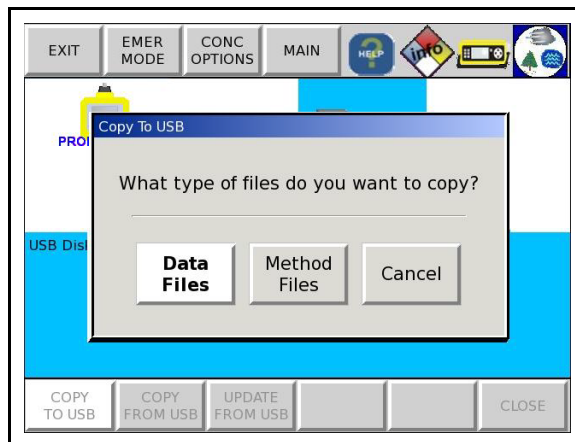 EXIT
EMER
MODE
CONC
OPTIONS
MAIN
HELP
info
PRO
Copy To USB
What type of files do you want to copy?
USB Dis
Data
Files
Method
Files
Cancel
COPY
TO USB
COPY
FROM USB
UPDATE
FROM USB
CLOSE